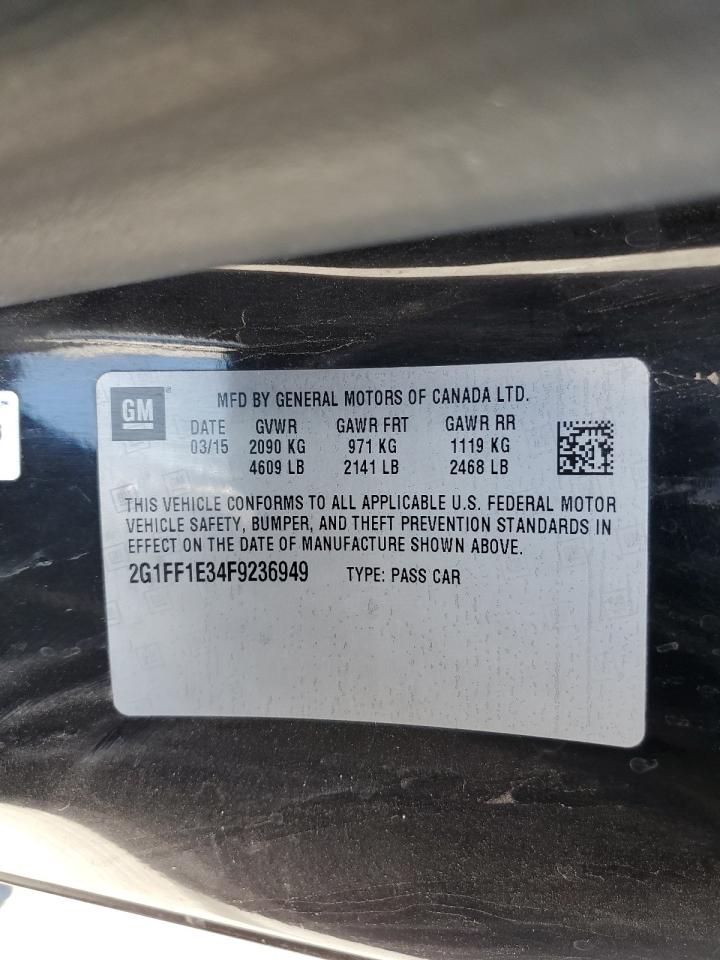 GM
MFD BY GENERAL MOTORS OF CANADA LTD.
DATE GVWR GAWR FRT GAWR RR
03/15 2090 KG 971 KG 1119 KG
4609 LB 2141 LB 2468 LB
THIS VEHICLE CONFORMS TO ALL APPLICABLE U.S. FEDERAL MOTOR
VEHICLE SAFETY, BUMPER, AND THEFT PREVENTION STANDARDS IN
EFFECT ON THE DATE OF MANUFACTURE SHOWN ABOVE.
2G1FF1E34F9236949 TYPE: PASS CAR